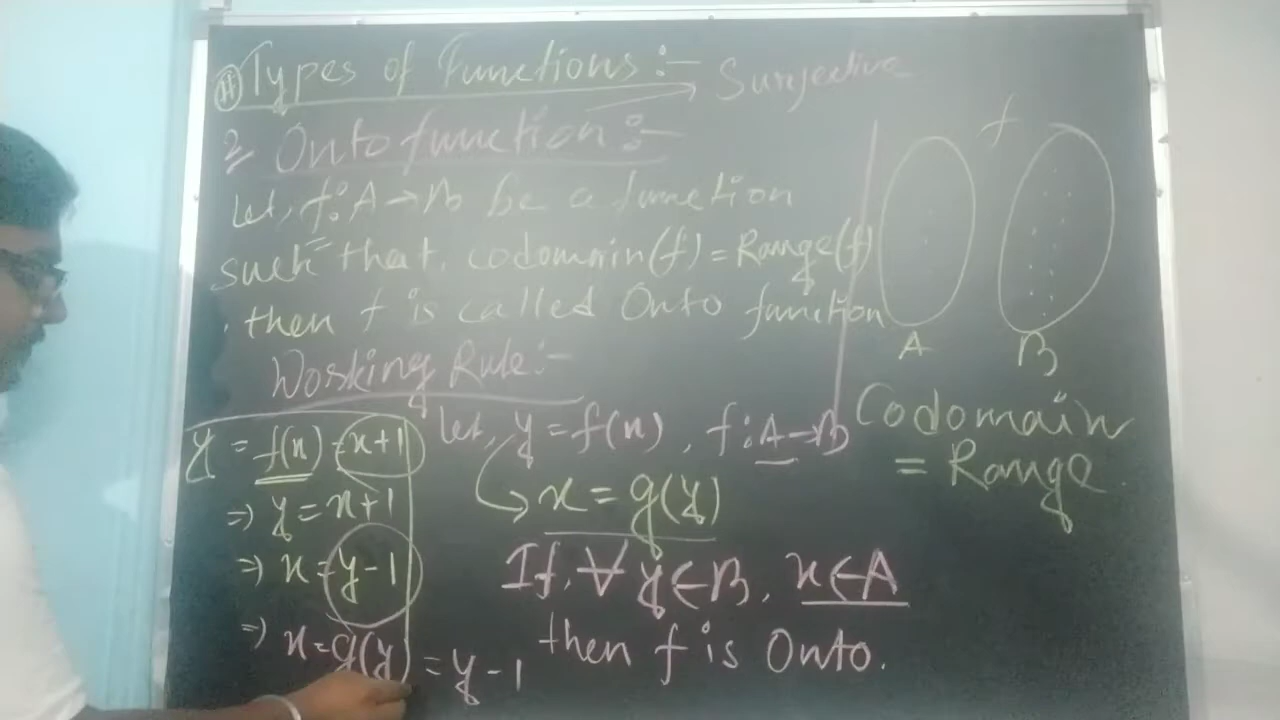 (#) Types of Functions :- → Surjective
2 Onto function :-
Let, f: A → B be a function
such that, codomain(f) = Range(f)
then f is called Onto function
f
A B
Codomain
= Range.
Working Rule :-
let, y = f(x), f: A → B
→ x = g(y)
If, ∀ y ∈ B, x ∈ A
then f is Onto.
y = f(x) = x+1
⇒ y = x+1
⇒ x = y-1
⇒ x = g(y) = y-1